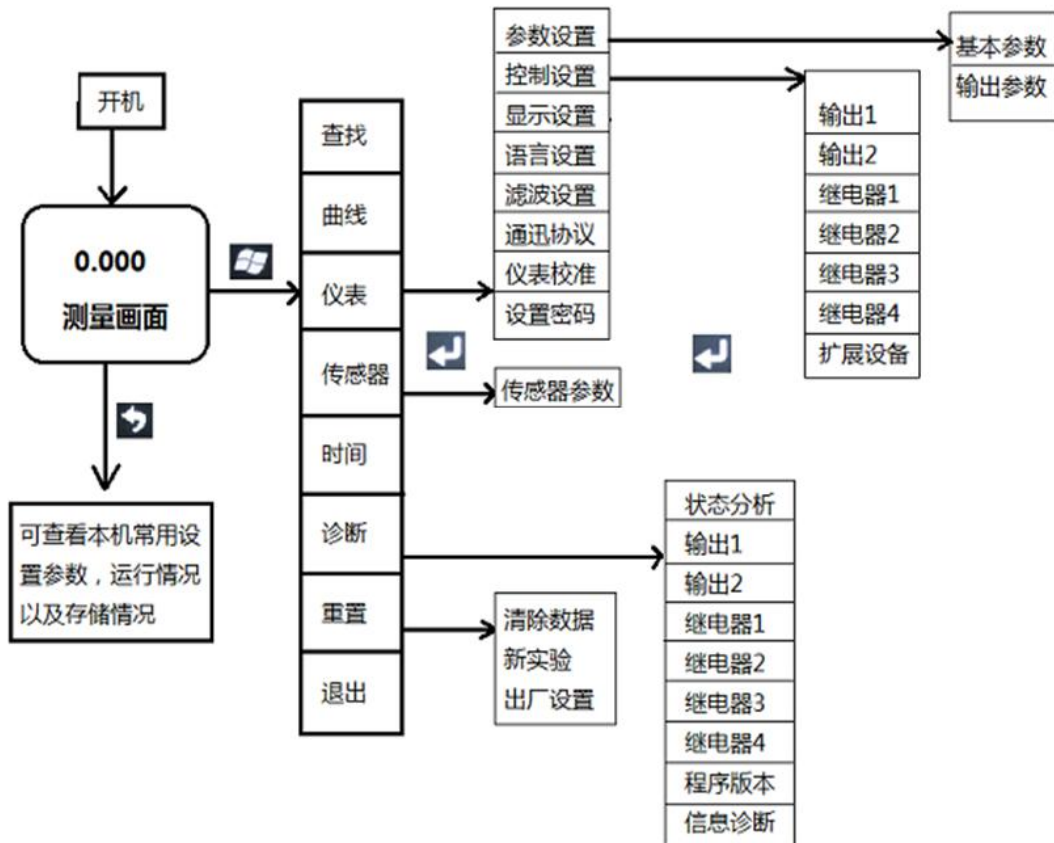 开机
0.000
测量画面
可查看本机常用设
置参数，运行情况
以及存储情况
查找
曲线
仪表
传感器
时间
诊断
重置
退出
参数设置
控制设置
显示设置
语言设置
滤波设置
通迅协议
仪表校准
设置密码
传感器参数
清除数据
新实验
出厂设置
基本参数
输出参数
输出1
输出2
继电器1
继电器2
继电器3
继电器4
扩展设备
状态分析
输出1
输出2
继电器1
继电器2
继电器3
继电器4
程序版本
信息诊断